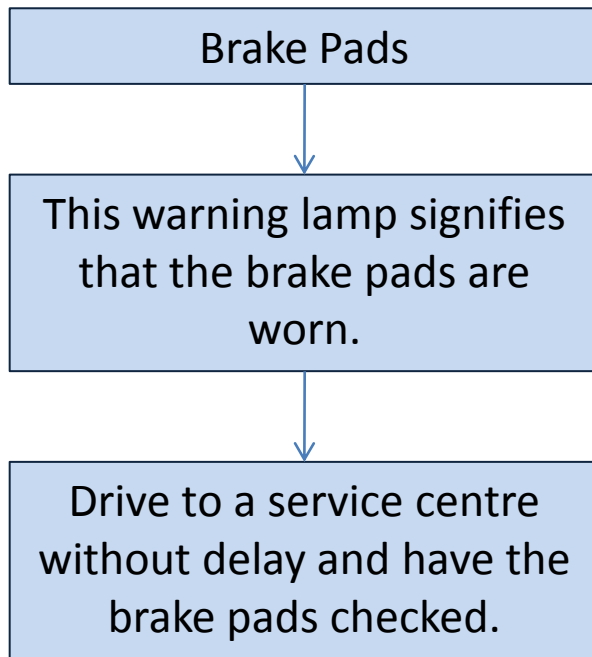 Brake Pads
This warning lamp signifies
that the brake pads are
worn.
Drive to a service centre
without delay and have the
brake pads checked.